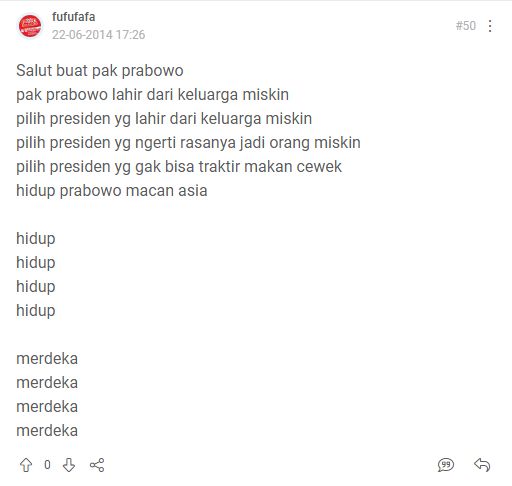 fufufafa
22-06-2014 17:26
#50
Salut buat pak prabowo
pak prabowo lahir dari keluarga miskin
pilih presiden yg lahir dari keluarga miskin
pilih presiden yg ngerti rasanya jadi orang miskin
pilih presiden yg gak bisa traktir makan cewek
hidup prabowo macan asia
hidup
hidup
hidup
hidup
merdeka
merdeka
merdeka
merdeka
0